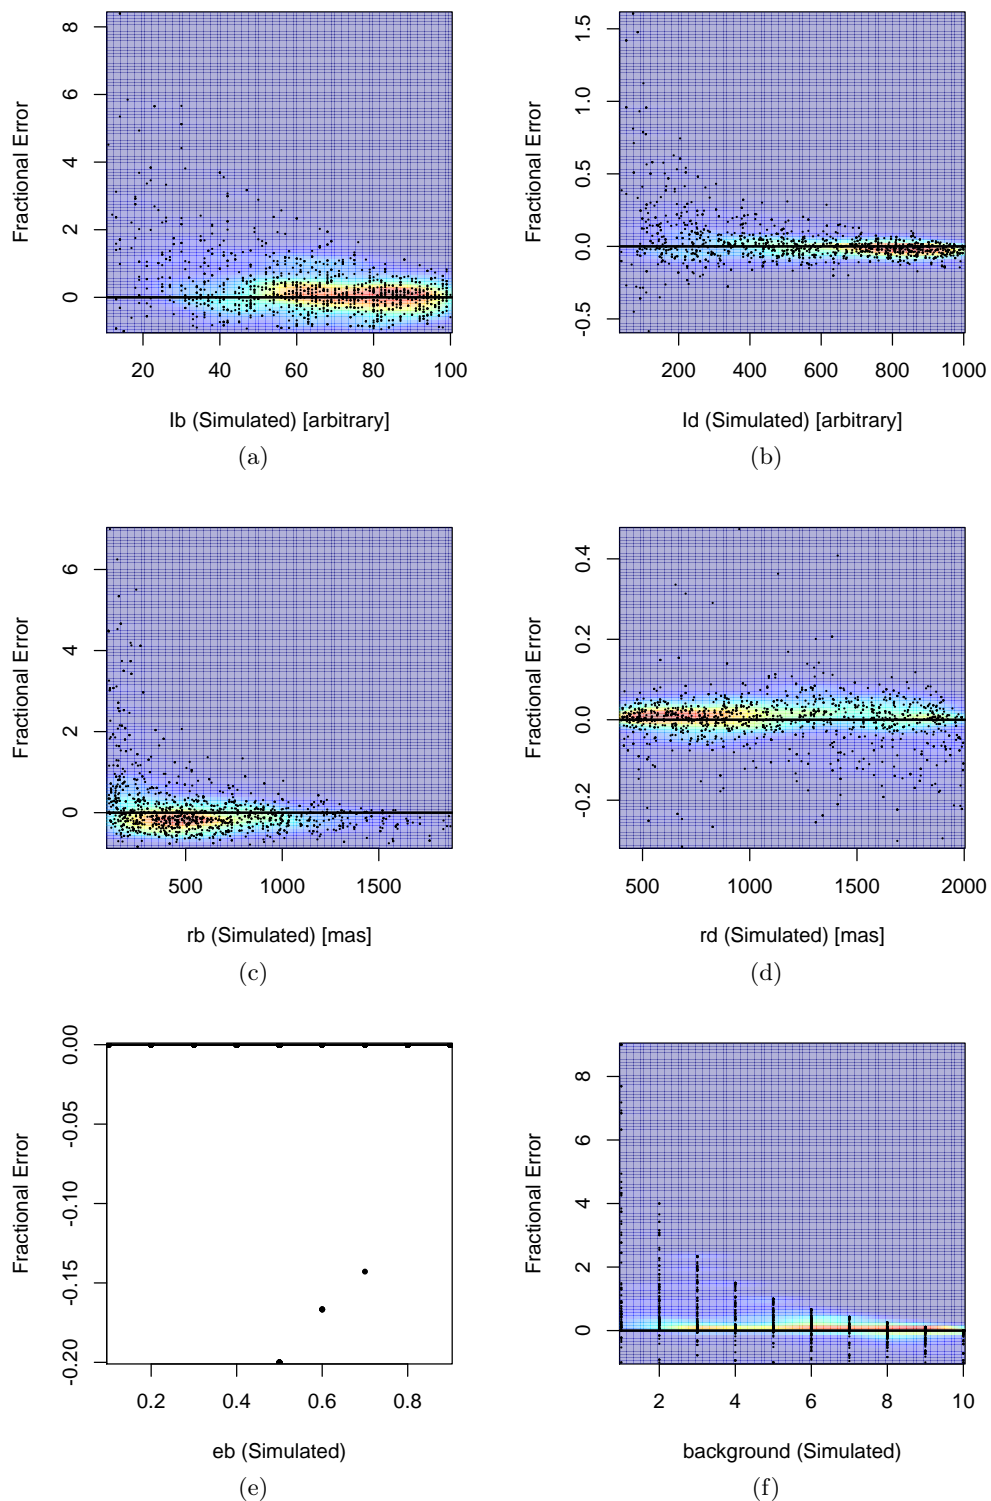 8
6
4
2
0
Fractional Error
20 40 60 80 100
Ib (Simulated) [arbitrary]
(a)
1.5
1.0
0.5
0.0
-0.5
Fractional Error
200 400 600 800 1000
Id (Simulated) [arbitrary]
(b)
6
4
2
0
Fractional Error
500 1000 1500
rb (Simulated) [mas]
(c)
0.4
0.2
0.0
-0.2
Fractional Error
500 1000 1500 2000
rd (Simulated) [mas]
(d)
0.00
-0.05
-0.10
-0.15
-0.20
Fractional Error
0.2 0.4 0.6 0.8
eb (Simulated)
(e)
8
6
4
2
0
Fractional Error
2 4 6 8 10
background (Simulated)
(f)